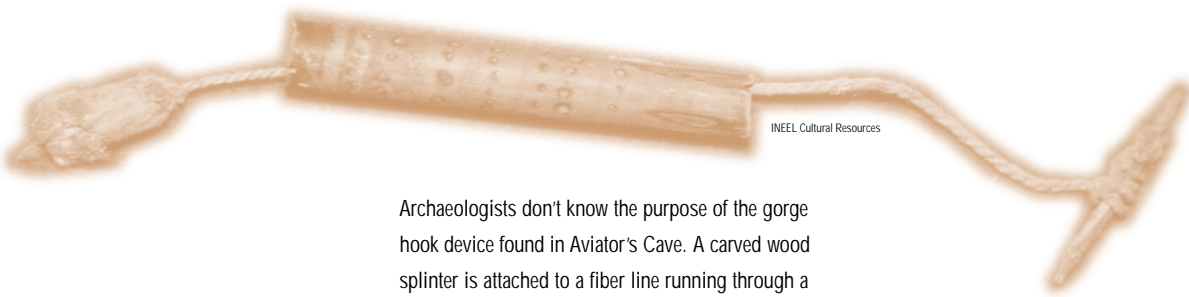 INEEL Cultural Resources
Archaeologists don't know the purpose of the gorge
hook device found in Aviator's Cave. A carved wood
splinter is attached to a fiber line running through a